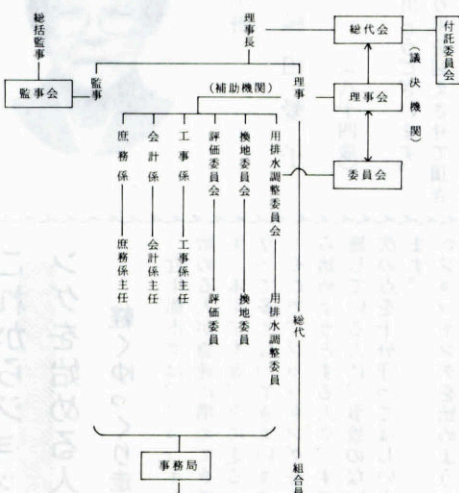 付託委員会
総代会
(議決機関)
理事会
委員会
理事長
理事
総代
組合員
(補助機関)
用排水調整委員会
用排水調整委員
換地委員会
換地委員
評価委員会
評価委員
工事係
工事係主任
会計係
会計係主任
庶務係
庶務係主任
監事
総括監事
監事会
事務局